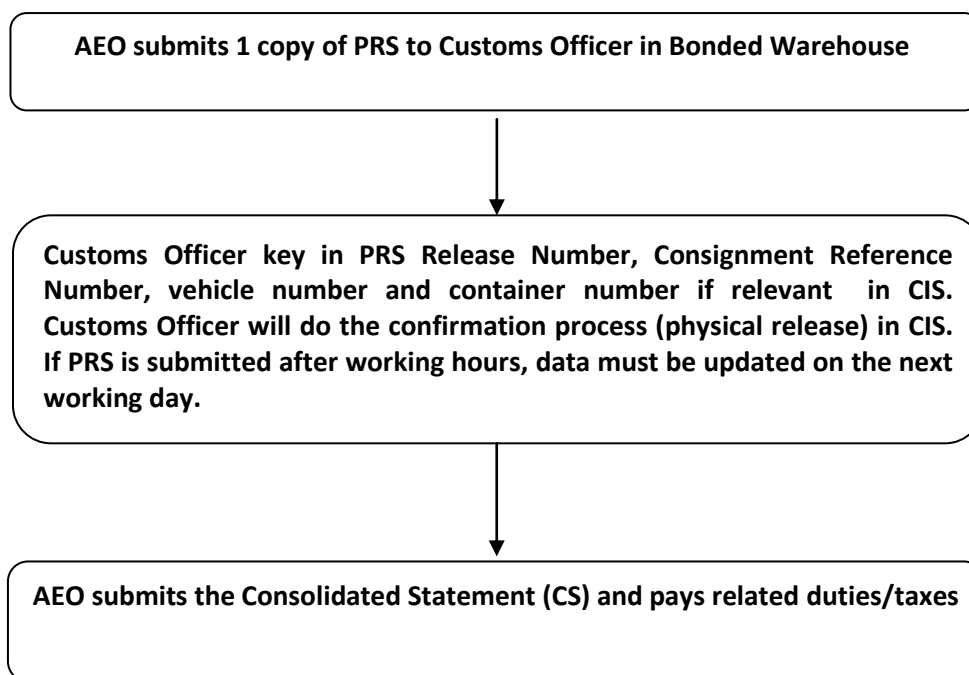 AEO submits 1 copy of PRS to Customs Officer in Bonded Warehouse
Customs Officer key in PRS Release Number, Consignment Reference
Number, vehicle number and container number if relevant in CIS.
Customs Officer will do the confirmation process (physical release) in CIS.
If PRS is submitted after working hours, data must be updated on the next
working day.
AEO submits the Consolidated Statement (CS) and pays related duties/taxes